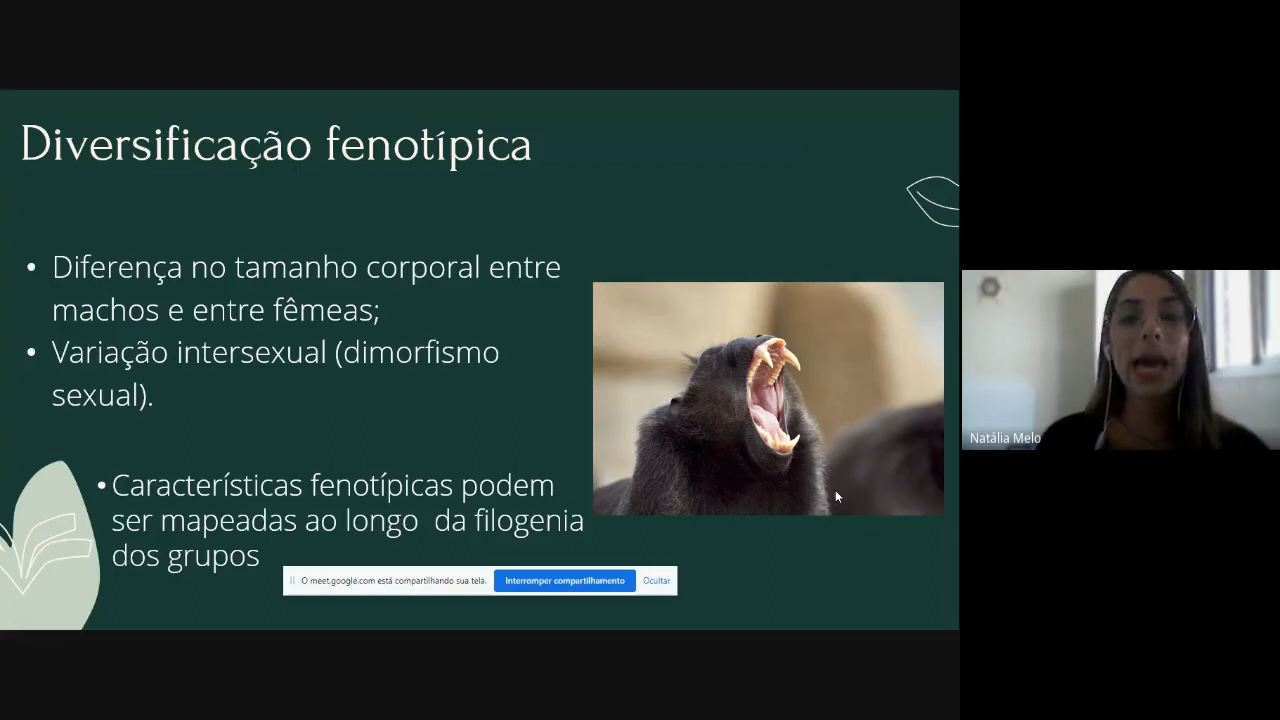 Diversificação fenotípica
• Diferença no tamanho corporal entre
machos e entre fêmeas;
• Variação intersexual (dimorfismo
sexual).
• Características fenotípicas podem
ser mapeadas ao longo da filogenia
dos grupos
O meet.google.com está compartilhando sua tela. Interromper compartilhamento Ocultar
Natália Melo